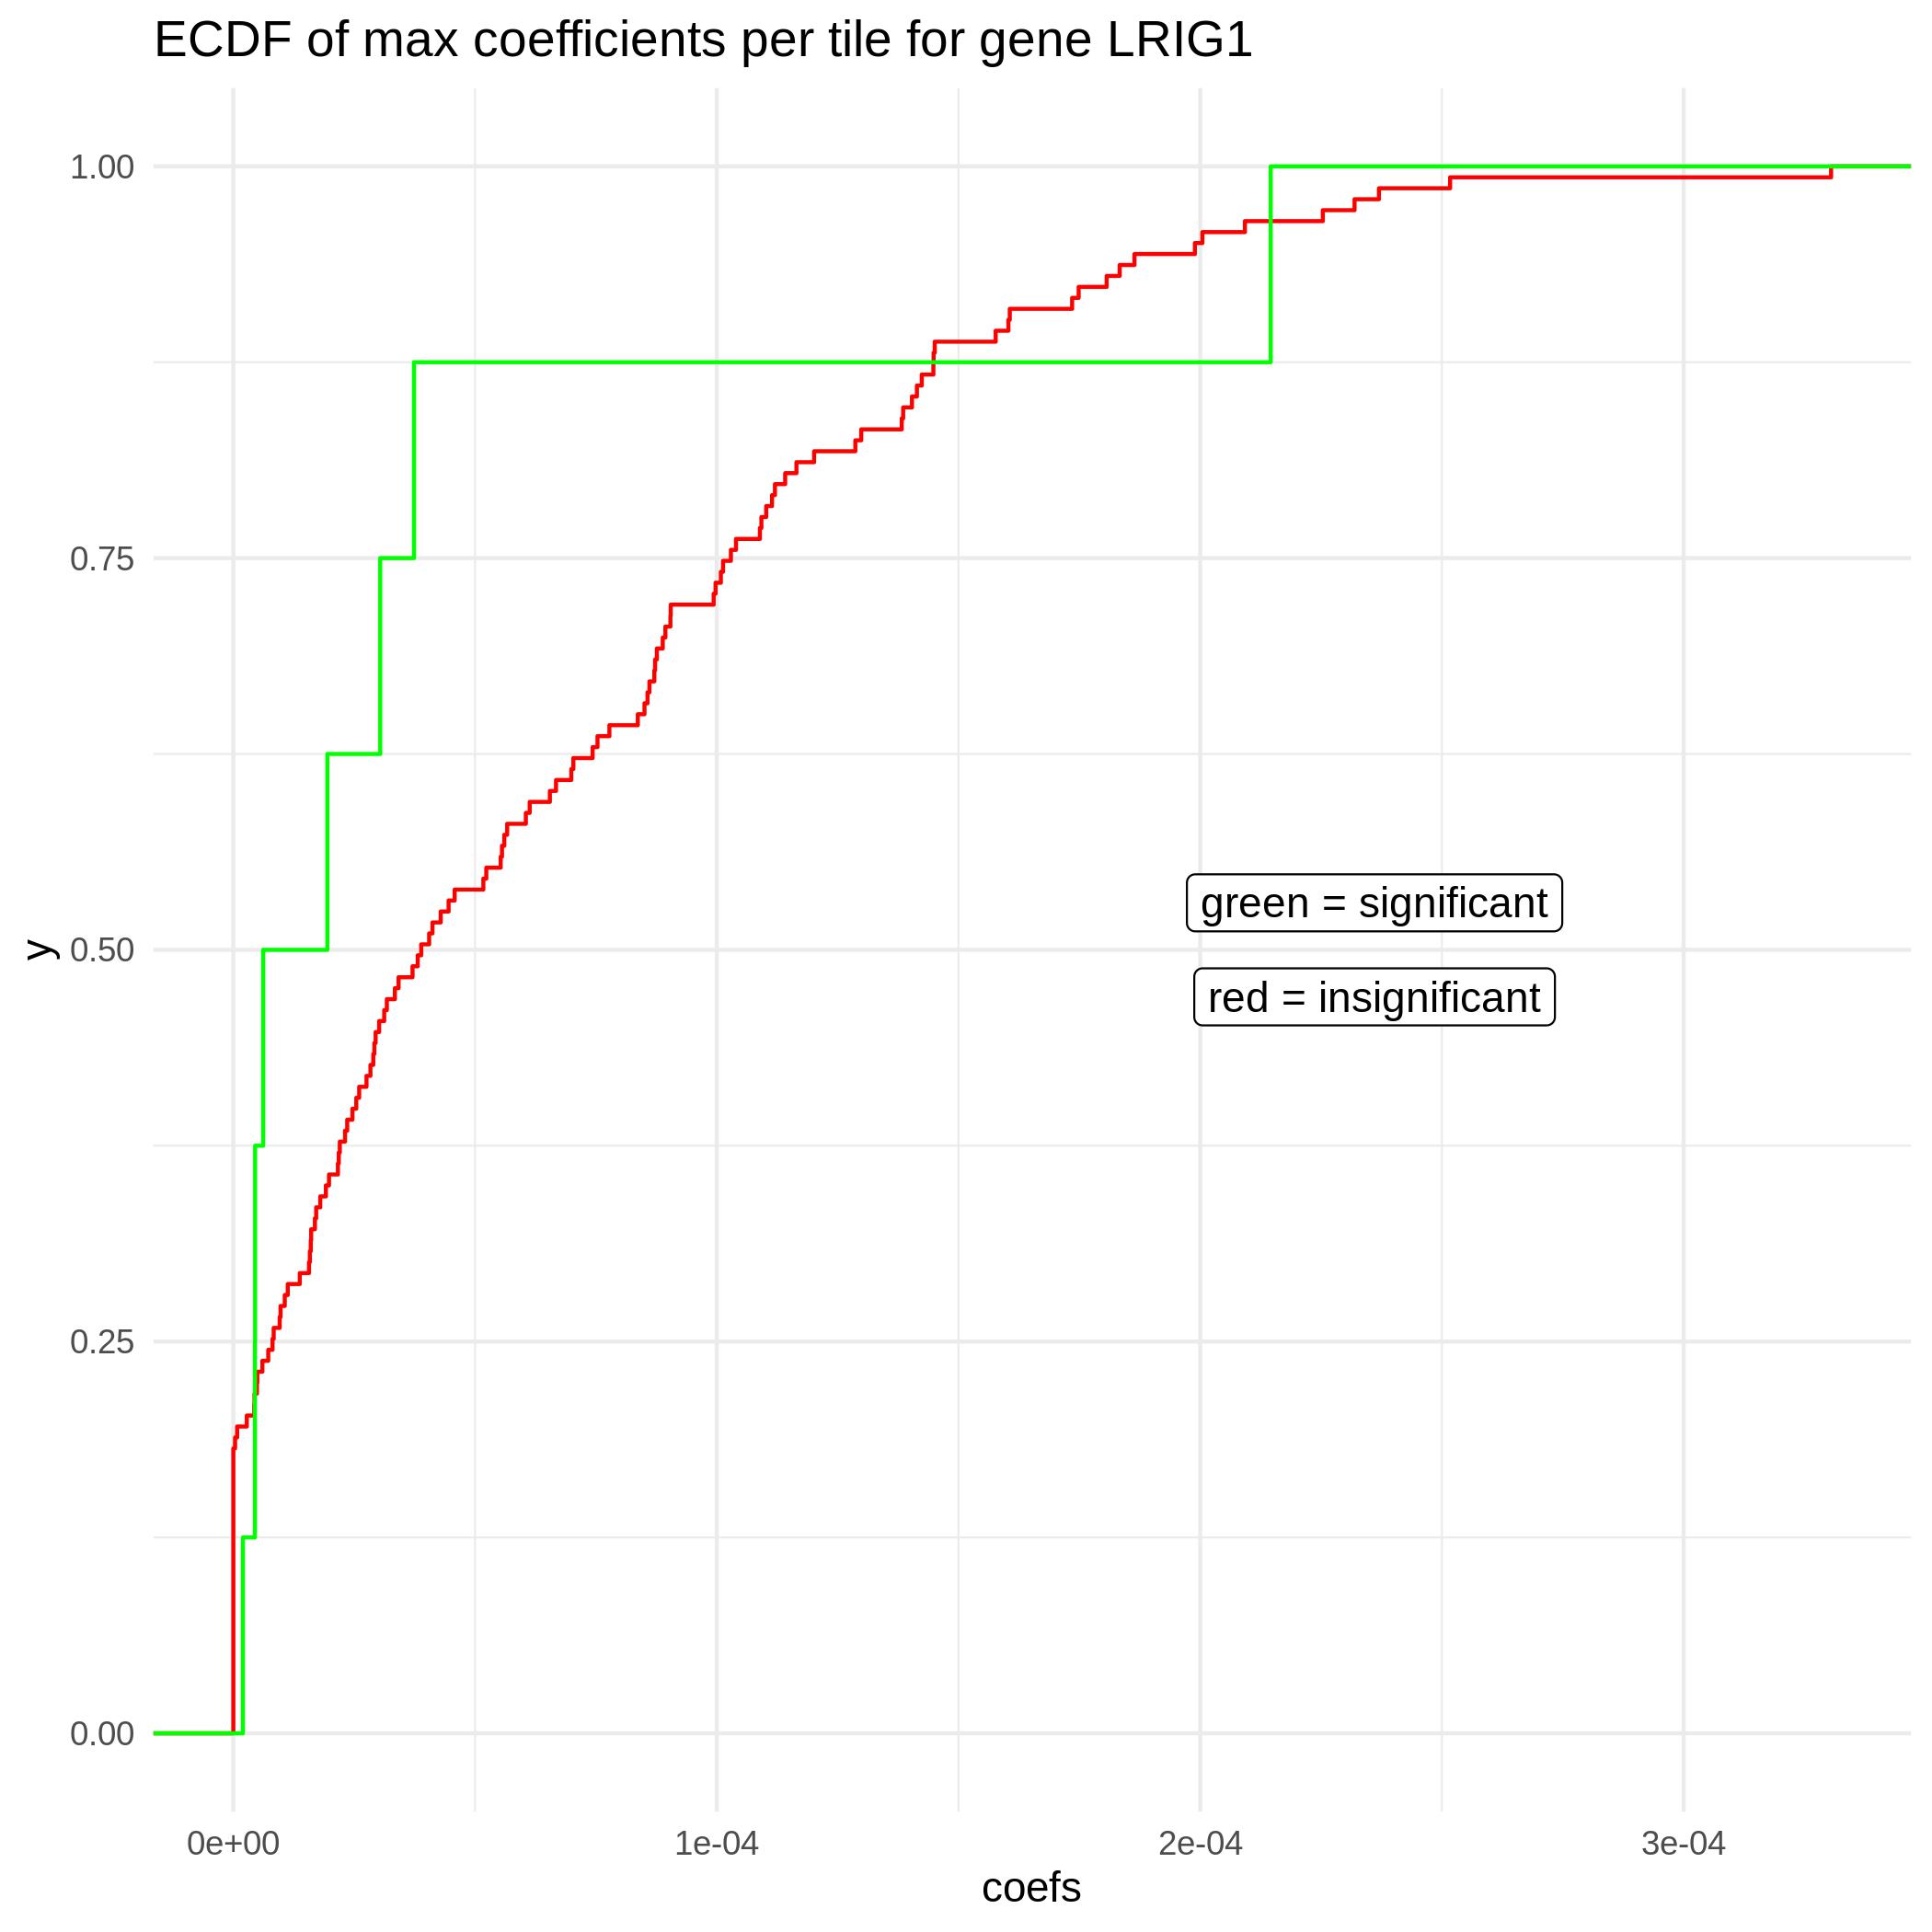 ECDF of max coefficients per tile for gene LRIG1
1.00
0.75
0.50
0.25
0.00
y
green = significant
red = insignificant
0e+00
1e-04
2e-04
3e-04
coefs